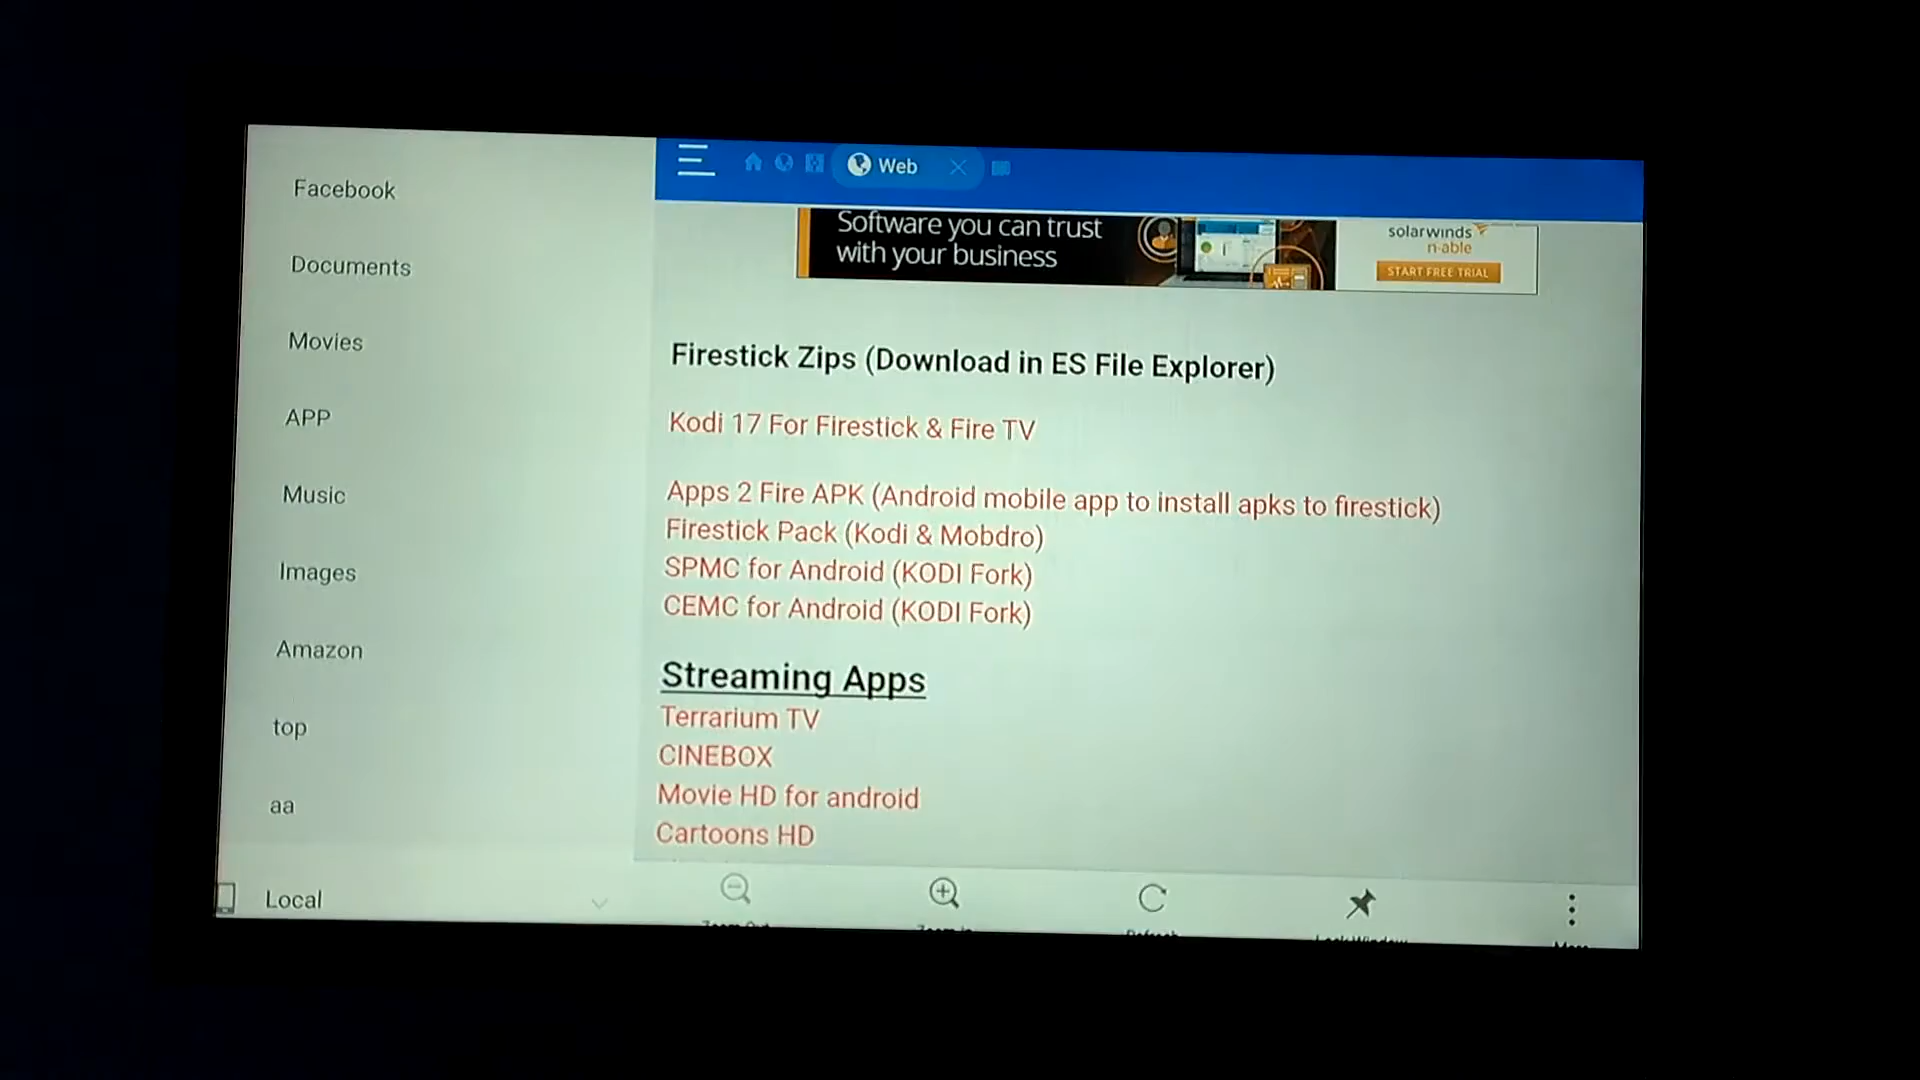 Facebook
Documents
Movies
APP
Music
Images
Amazon
top
aa
Local
Web
Software you can trust
with your business
solarwinds
n-able
START FREE TRIAL
Firestick Zips (Download in ES File Explorer)
Kodi 17 For Firestick & Fire TV
Apps 2 Fire APK (Android mobile app to install apks to firestick)
Firestick Pack (Kodi & Mobdro)
SPMC for Android (KODI Fork)
CEMC for Android (KODI Fork)
Streaming Apps
Terrarium TV
CINEBOX
Movie HD for android
Cartoons HD